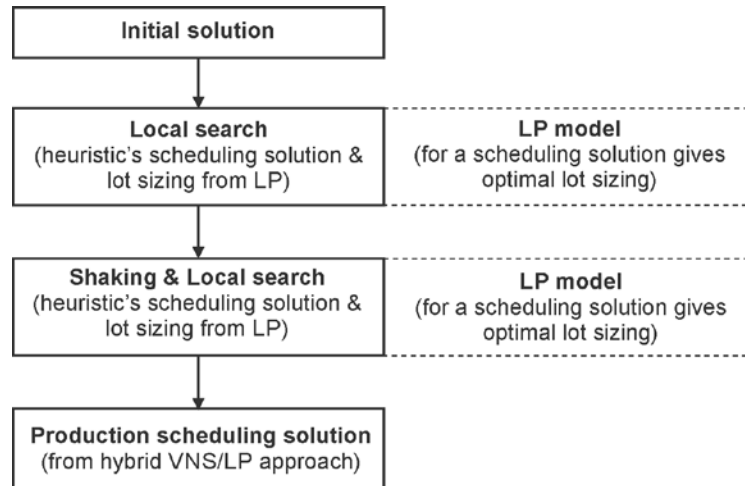 Initial solution
Local search
(heuristic's scheduling solution &
lot sizing from LP)
LP model
(for a scheduling solution gives
optimal lot sizing)
Shaking & Local search
(heuristic's scheduling solution &
lot sizing from LP)
LP model
(for a scheduling solution gives
optimal lot sizing)
Production scheduling solution
(from hybrid VNS/LP approach)